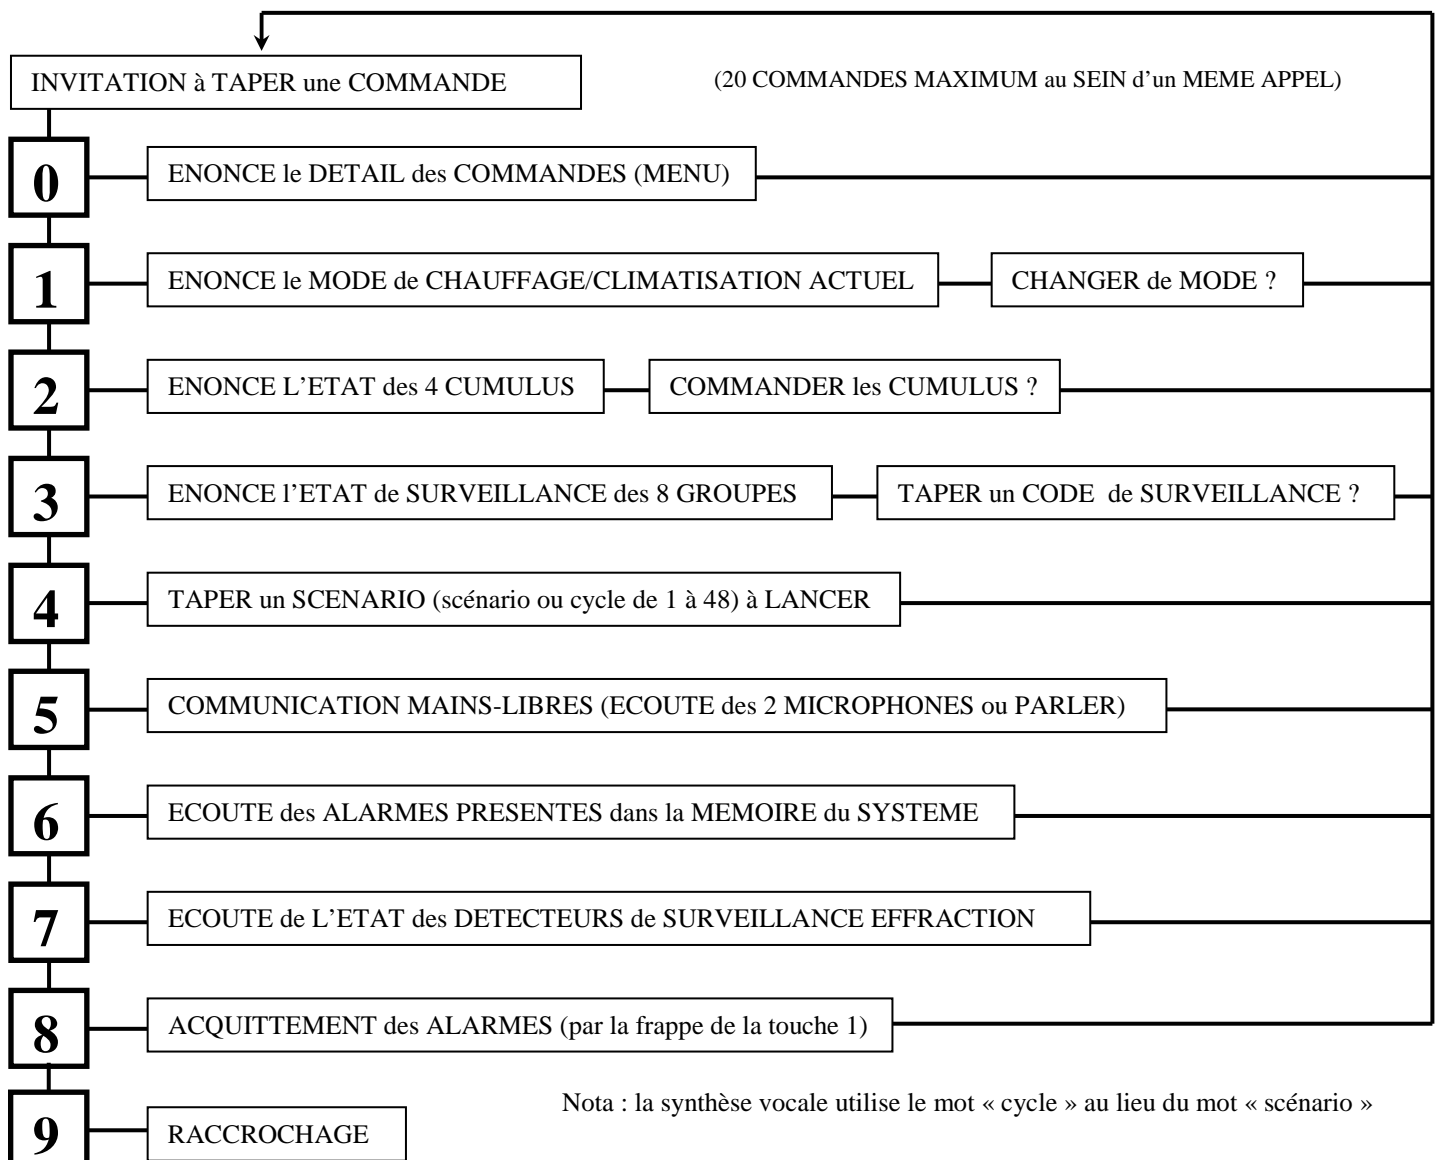 INVITATION à TAPER une COMMANDE
(20 COMMANDES MAXIMUM au SEIN d’un MEME APPEL)
0
ENONCE le DETAIL des COMMANDES (MENU)
1
ENONCE le MODE de CHAUFFAGE/CLIMATISATION ACTUEL
CHANGER de MODE ?
2
ENONCE L’ETAT des 4 CUMULUS
COMMANDER les CUMULUS ?
3
ENONCE l’ETAT de SURVEILLANCE des 8 GROUPES
TAPER un CODE de SURVEILLANCE ?
4
TAPER un SCENARIO (scénario ou cycle de 1 à 48) à LANCER
5
COMMUNICATION MAINS-LIBRES (ECOUTE des 2 MICROPHONES ou PARLER)
6
ECOUTE des ALARMES PRESENTES dans la MEMOIRE du SYSTEME
7
ECOUTE de L’ETAT des DETECTEURS de SURVEILLANCE EFFRACTION
8
ACQUITTEMENT des ALARMES (par la frappe de la touche 1)
Nota : la synthèse vocale utilise le mot « cycle » au lieu du mot « scénario »
9
RACCROCHAGE